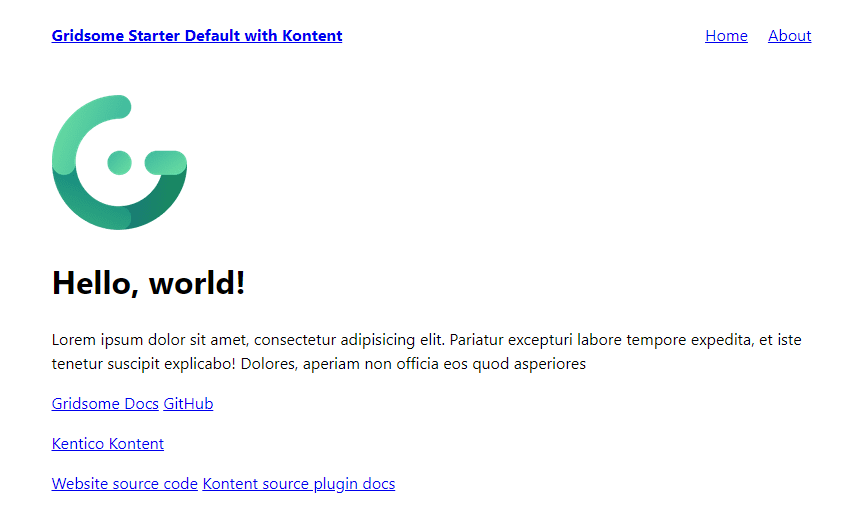 Gridsome Starter Default with Kontent Home About
Hello, world!
Lorem ipsum dolor sit amet, consectetur adipisicing elit. Pariatur excepturi labore tempore expedita, et iste
tenetur suscipit explicabo! Dolores, aperiam non officia eos quod asperiores
Gridsome Docs GitHub
Kentico Kontent
Website source code Kontent source plugin docs